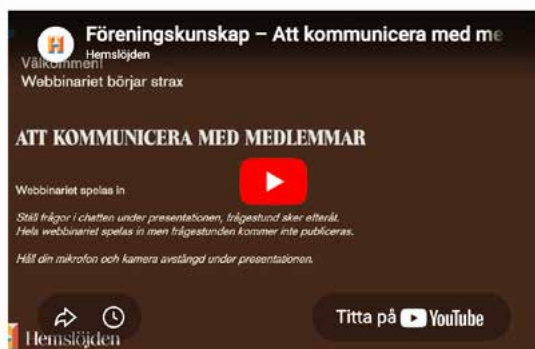 Föreningskunskap – Att kommunicera med me
Hemslöjden
Välkommen!
Webbinariet börjar strax
ATT KOMMUNICERA MED MEDLEMMAR
Webbinariet spelas in
Ställ frågor i chatten under presentationen, frågestund sker efteråt.
Hela webbinariet spelas in men frågestunden kommer inte publiceras.
Håll din mikrofon och kamera avstängd under presentationen.
Titta på YouTube
Hemslöjden